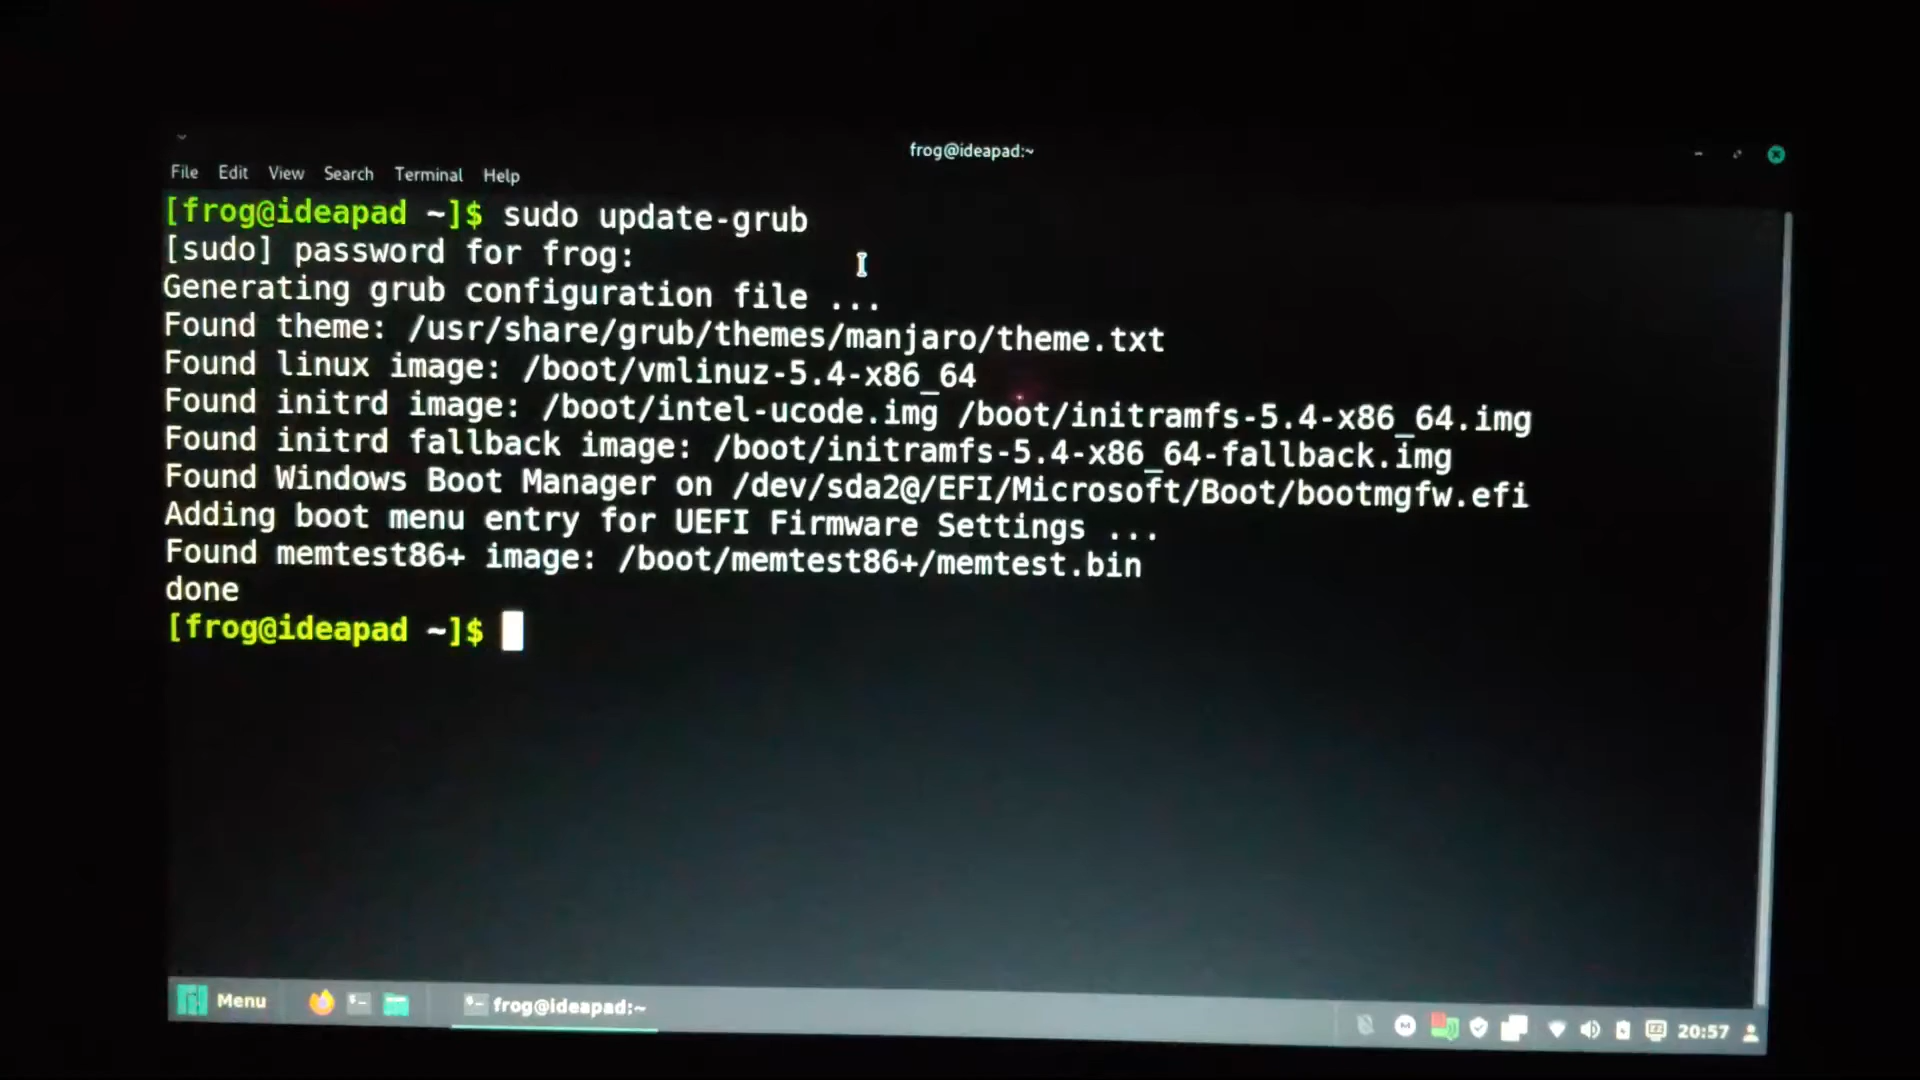 frog@ideapad:~
File Edit View Search Terminal Help
[frog@ideapad ~]$ sudo update-grub
[sudo] password for frog:
Generating grub configuration file ...
Found theme: /usr/share/grub/themes/manjaro/theme.txt
Found linux image: /boot/vmlinuz-5.4-x86_64
Found initrd image: /boot/intel-ucode.img /boot/initramfs-5.4-x86_64.img
Found initrd fallback image: /boot/initramfs-5.4-x86_64-fallback.img
Found Windows Boot Manager on /dev/sda2@/EFI/Microsoft/Boot/bootmgfw.efi
Adding boot menu entry for UEFI Firmware Settings ...
Found memtest86+ image: /boot/memtest86+/memtest.bin
done
[frog@ideapad ~]$
Menu frog@ideapad:~ 20:57